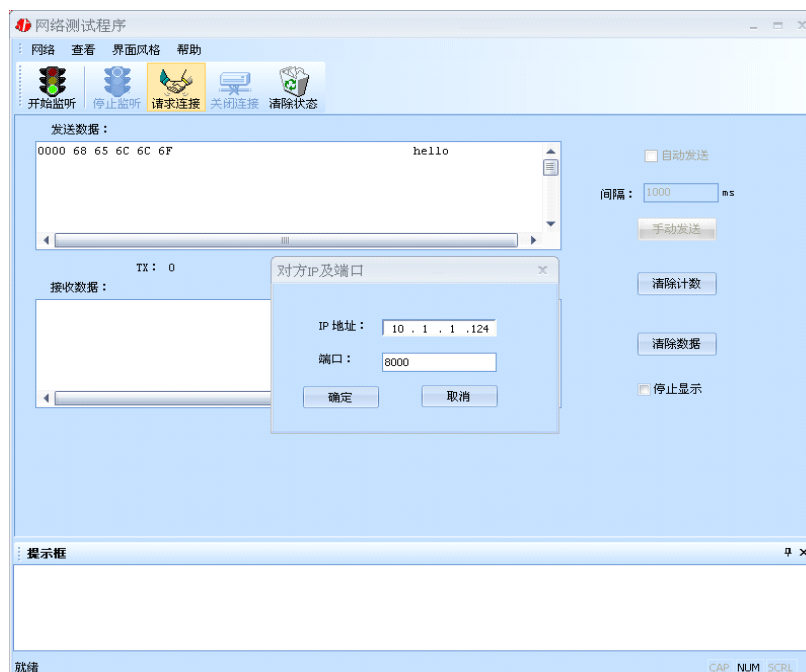 网络测试程序
网络 查看 界面风格 帮助
开始监听 停止监听 请求连接 关闭连接 清除状态
发送数据：
0000 68 65 6C 6C 6F hello
自动发送
间隔： 1000 ms
手动发送
TX： 0
接收数据：
对方IP及端口
IP 地址： 10 . 1 . 1 .124
端口： 8000
确定 取消
清除计数
清除数据
停止显示
提示框
就绪 CAP NUM SCRL